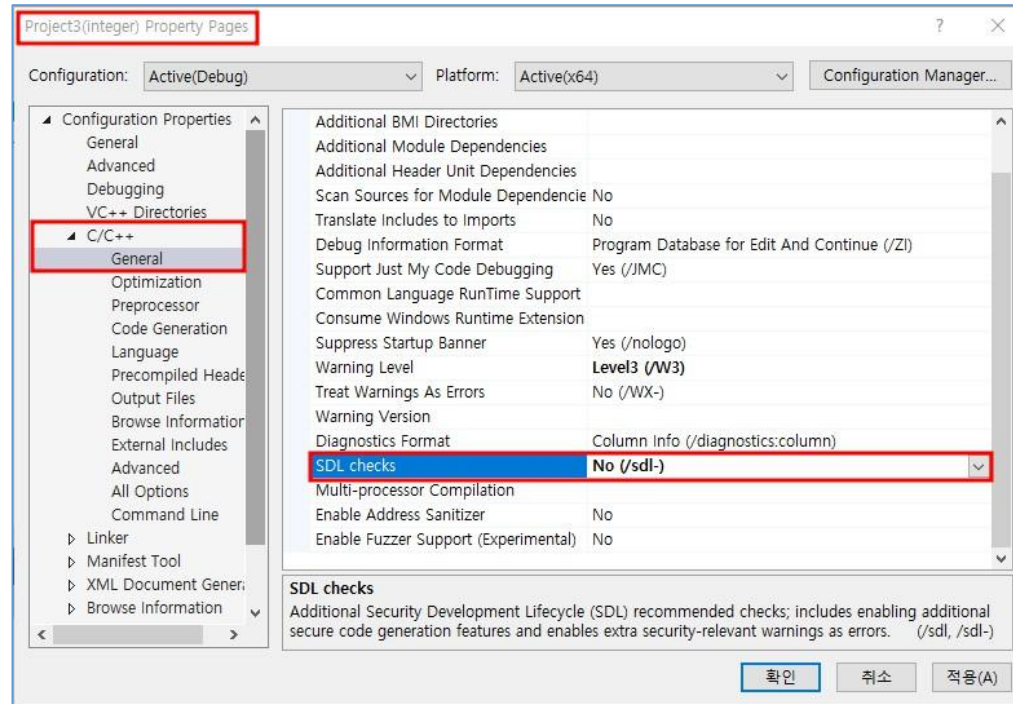 Project3(integer) Property Pages
?
Configuration: Active(Debug) Platform: Active(x64) Configuration Manager...
Configuration Properties
General
Advanced
Debugging
VC++ Directories
C/C++
General
Optimization
Preprocessor
Code Generation
Language
Precompiled Heade
Output Files
Browse Information
External Includes
Advanced
All Options
Command Line
Linker
Manifest Tool
XML Document Genera
Browse Information
Additional BMI Directories
Additional Module Dependencies
Additional Header Unit Dependencies
Scan Sources for Module Dependencie No
Translate Includes to Imports No
Debug Information Format Program Database for Edit And Continue (/ZI)
Support Just My Code Debugging Yes (/JMC)
Common Language RunTime Support
Consume Windows Runtime Extension
Suppress Startup Banner Yes (/nologo)
Warning Level Level3 (/W3)
Treat Warnings As Errors No (/WX-)
Warning Version
Diagnostics Format Column Info (/diagnostics:column)
SDL checks No (/sdl-)
Multi-processor Compilation
Enable Address Sanitizer No
Enable Fuzzer Support (Experimental) No
SDL checks
Additional Security Development Lifecycle (SDL) recommended checks; includes enabling additional
secure code generation features and enables extra security-relevant warnings as errors. (/sdl, /sdl-)
확인 취소 적용(A)